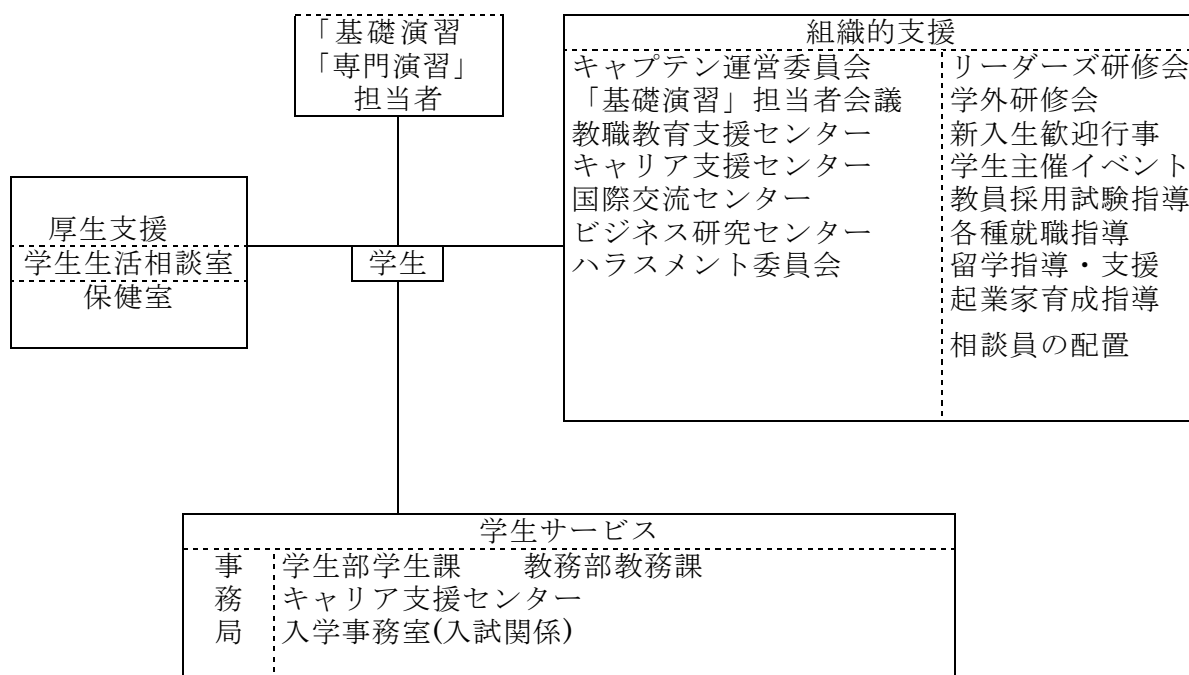 「基礎演習
「専門演習」
担当者
組織的支援
キャプテン運営委員会
「基礎演習」担当者会議
教職教育支援センター
キャリア支援センター
国際交流センター
ビジネス研究センター
ハラスメント委員会
リーダーズ研修会
学外研修会
新入生歓迎行事
学生主催イベント
教員採用試験指導
各種就職指導
留学指導・支援
起業家育成指導
相談員の配置
厚生支援
学生生活相談室
保健室
学生
学生サービス
事務局
学生部学生課 教務部教務課
キャリア支援センター
入学事務室(入試関係)